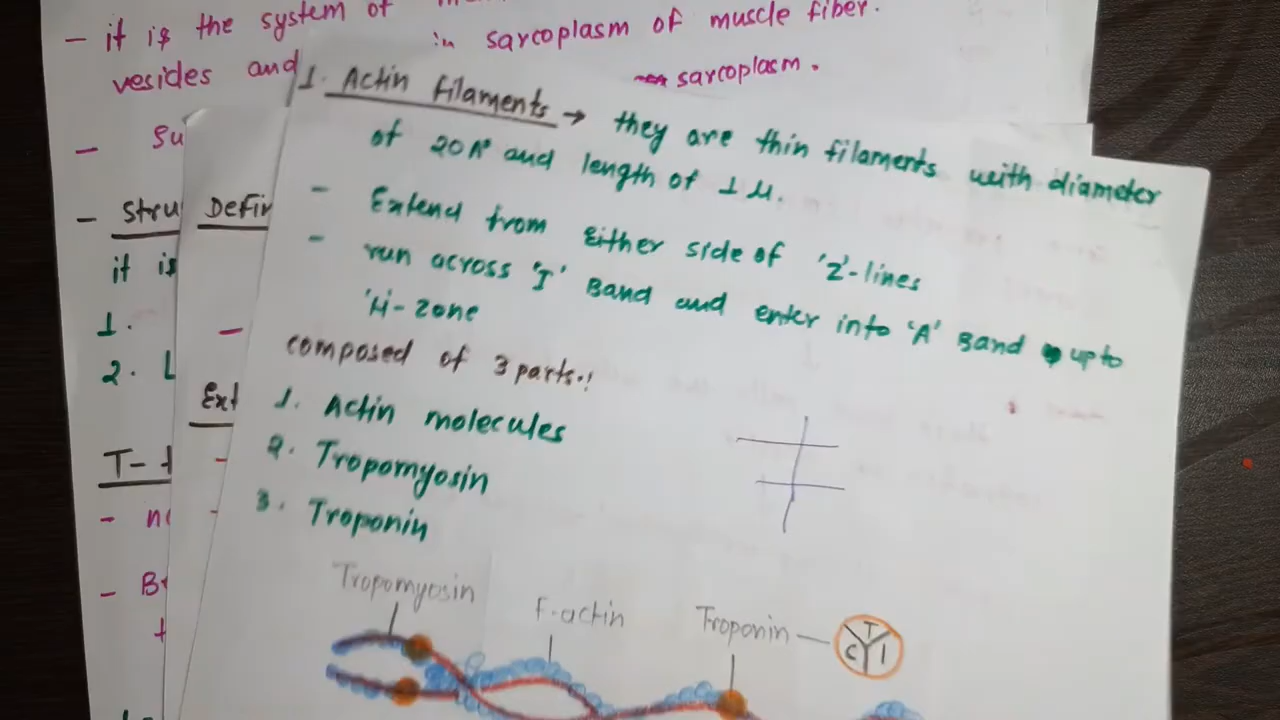 - it is the system of
vesides and in sarcoplasm of muscle fiber.
sarcoplasm.
- Su
- Stru
it is
1.
2. L
T-t
- n
- B
t
Defin
-
Ext
-
-
1. Actin filaments → they are thin filaments with diameter
of 20A° and length of 1 μ.
- Extend from Either side of 'Z'-lines
- run across 'I' Band and enter into 'A' Band upto
'H'-zone
composed of 3 parts.!
1. Actin molecules
2. Tropomyosin
3. Troponin
Tropomyosin
F-actin
Troponin
T
C I